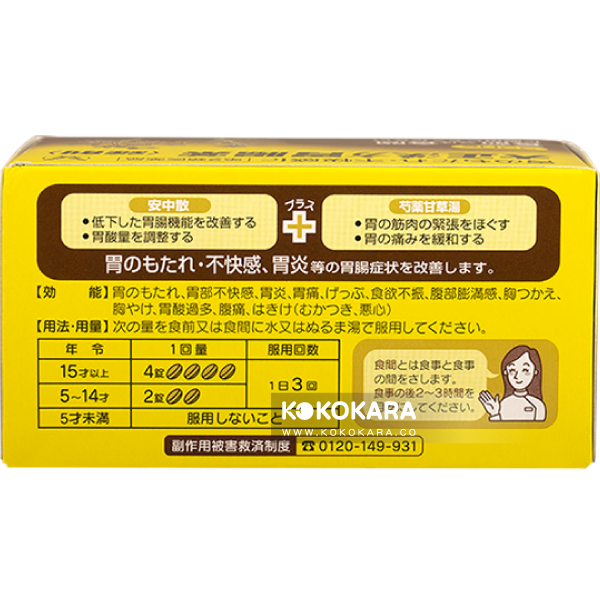 安中散
・低下した胃腸機能を改善する
・胃酸量を調整する
プラス
芍薬甘草湯
・胃の筋肉の緊張をほぐす
・胃の痛みを緩和する
胃のもたれ・不快感、胃炎等の胃腸症状を改善します。
【効 能】胃のもたれ、胃部不快感、胃炎、胃痛、げっぷ、食欲不振、腹部膨満感、胸つかえ、
胸やけ、胃酸過多、腹痛、はきけ(むかつき、悪心)
【用法・用量】次の量を食前又は食間に水又はぬるま湯で服用してください。
年 令 1回量 服用回数
15才以上 4錠 1日3回
5~14才 2錠
5才未満 服用しないこと
食間とは食事と食事
の間をさします。
食事の後2~3時間を
してください。
KOKOKARA
WWW.KOKOKARA.CO
副作用被害救済制度 ☎0120-149-931